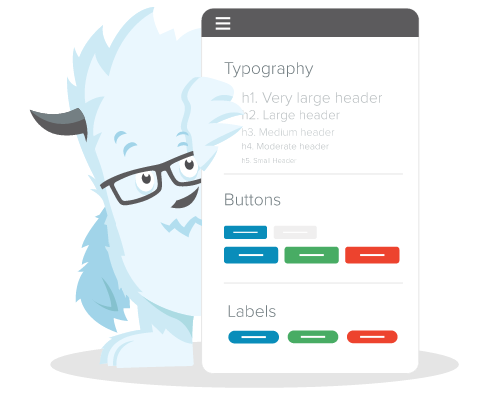 Typography
h1. Very large header
h2. Large header
h3. Medium header
h4. Moderate header
h5. Small Header
Buttons
Labels